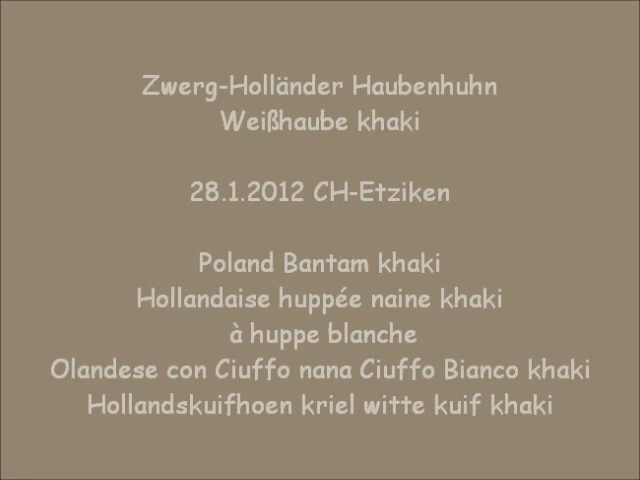 Zwerg-Holländer Haubenhuhn
Weißhaube khaki
28.1.2012 CH-Etziken
Poland Bantam khaki
Hollandaise huppée naine khaki
à huppe blanche
Olandese con Ciuffo nana Ciuffo Bianco khaki
Hollandskuifhoen kriel witte kuif khaki